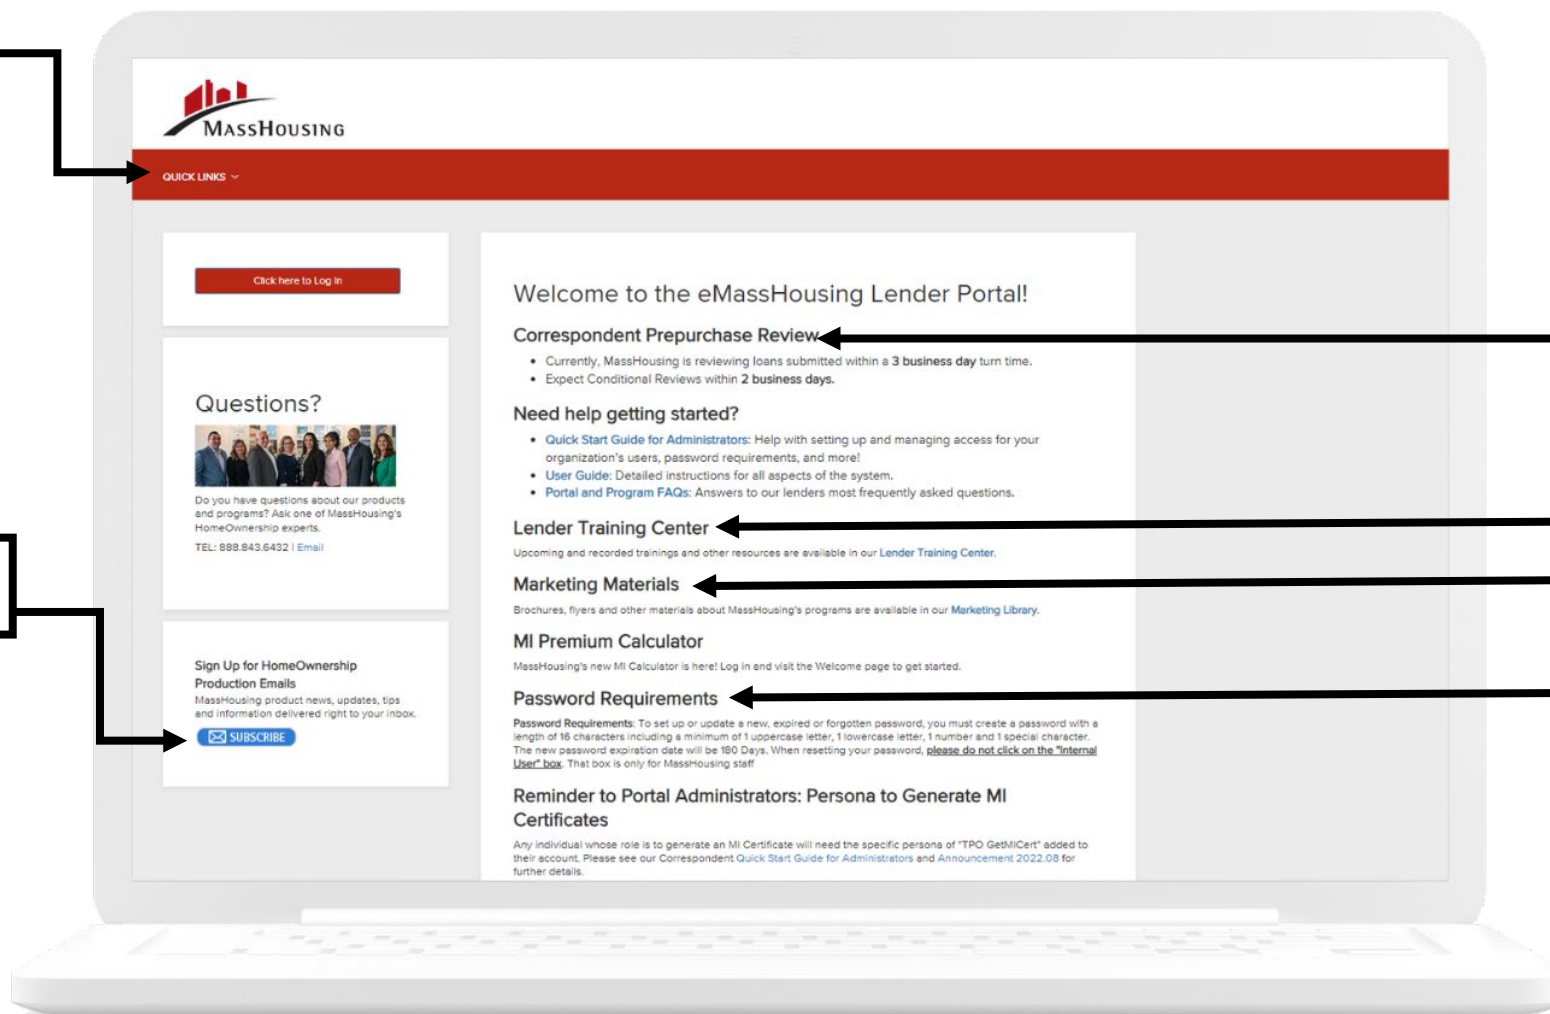 MASSHOUSING
QUICK LINKS
Click here to Log In
Questions?
Do you have questions about our products
and programs? Ask one of MassHousing's
HomeOwnership experts.
TEL: 888.843.6432 | Email
Sign Up for HomeOwnership
Production Emails
MassHousing product news, updates, tips
and information delivered right to your inbox.
SUBSCRIBE
Welcome to the eMassHousing Lender Portal!
Correspondent Prepurchase Review
• Currently, MassHousing is reviewing loans submitted within a 3 business day turn time.
• Expect Conditional Reviews within 2 business days.
Need help getting started?
• Quick Start Guide for Administrators: Help with setting up and managing access for your
organization's users, password requirements, and more!
• User Guide: Detailed instructions for all aspects of the system.
• Portal and Program FAQs: Answers to our lenders most frequently asked questions.
Lender Training Center
Upcoming and recorded trainings and other resources are available in our Lender Training Center.
Marketing Materials
Brochures, flyers and other materials about MassHousing's programs are available in our Marketing Library.
MI Premium Calculator
MassHousing's new MI Calculator is here! Log in and visit the Welcome page to get started.
Password Requirements
Password Requirements: To set up or update a new, expired or forgotten password, you must create a password with a
length of 16 characters including a minimum of 1 uppercase letter, 1 lowercase letter, 1 number and 1 special character.
The new password expiration date will be 180 Days. When resetting your password, please do not click on the "Internal
User" box. That box is only for MassHousing staff
Reminder to Portal Administrators: Persona to Generate MI
Certificates
Any individual whose role is to generate an MI Certificate will need the specific persona of "TPO GetMICert" added to
their account. Please see our Correspondent Quick Start Guide for Administrators and Announcement 2022.08 for
further details.